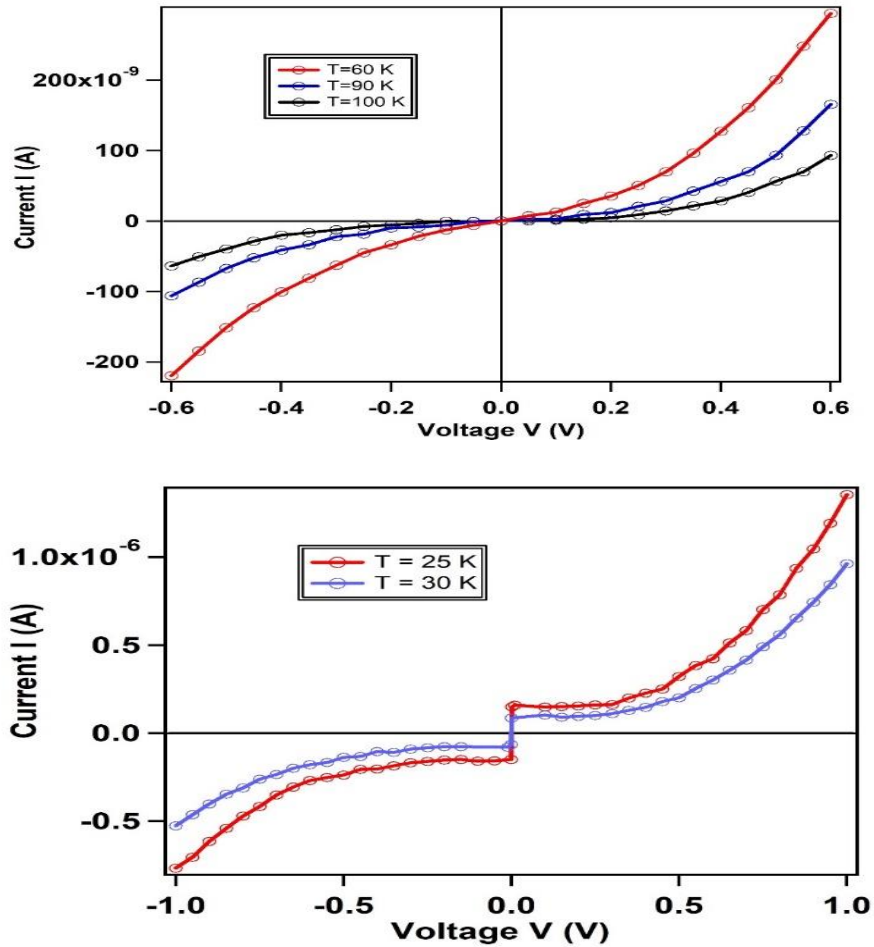 T=60 K
T=90 K
T=100 K
200x10⁻⁹
100
0
-100
-200
Current I (A)
-0.6 -0.4 -0.2 0.0 0.2 0.4 0.6
Voltage V (V)
T = 25 K
T = 30 K
1.0x10⁻⁶
0.5
0.0
-0.5
Current I (A)
-1.0 -0.5 0.0 0.5 1.0
Voltage V (V)